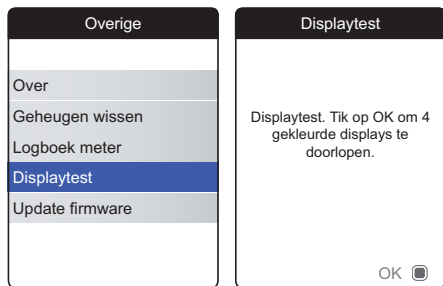 Overige
Over
Geheugen wissen
Logboek meter
Displaytest
Update firmware
Displaytest
Displaytest. Tik op OK om 4
gekleurde displays te
doorlopen.
OK